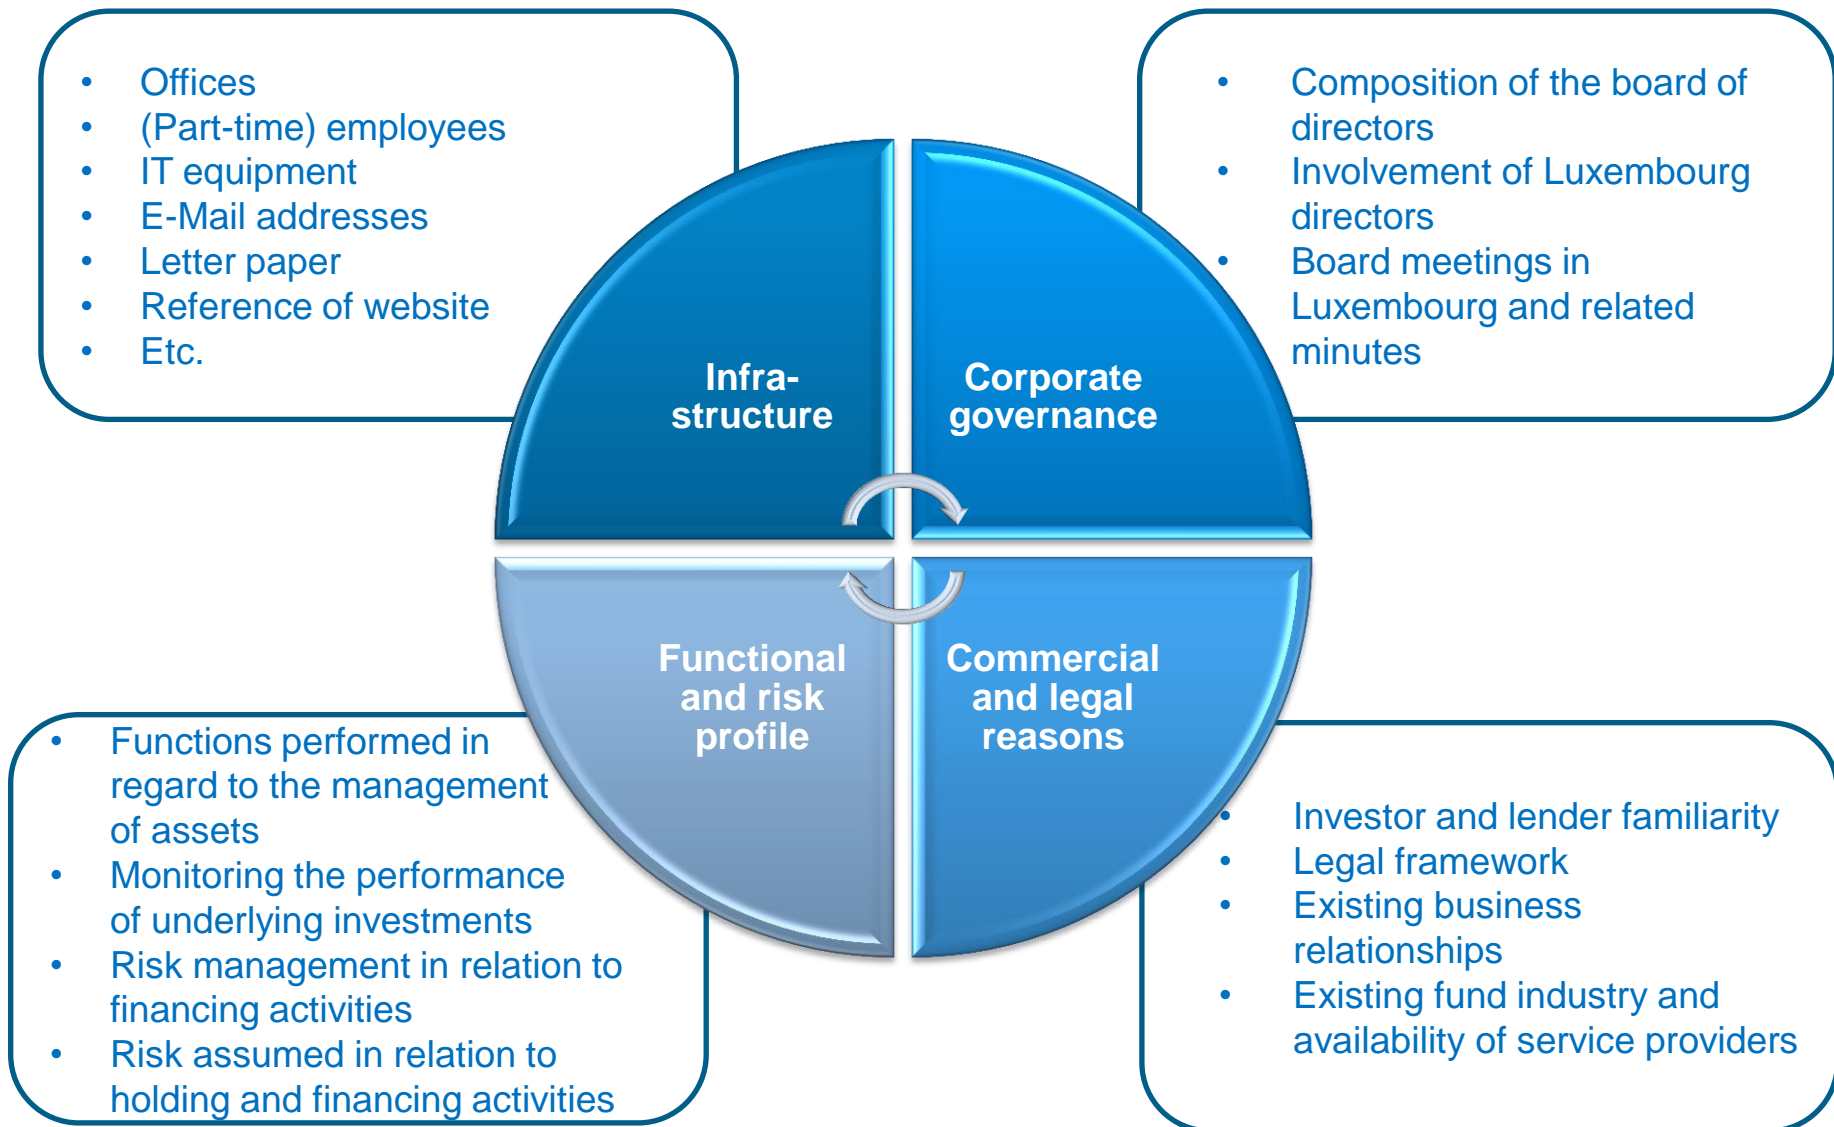 • Offices
• (Part-time) employees
• IT equipment
• E-Mail addresses
• Letter paper
• Reference of website
• Etc.
• Composition of the board of
directors
• Involvement of Luxembourg
directors
• Board meetings in
Luxembourg and related
minutes
Infra-
structure
Corporate
governance
Functional
and risk
profile
Commercial
and legal
reasons
• Functions performed in
regard to the management
of assets
• Monitoring the performance
of underlying investments
• Risk management in relation to
financing activities
• Risk assumed in relation to
holding and financing activities
• Investor and lender familiarity
• Legal framework
• Existing business
relationships
• Existing fund industry and
availability of service providers